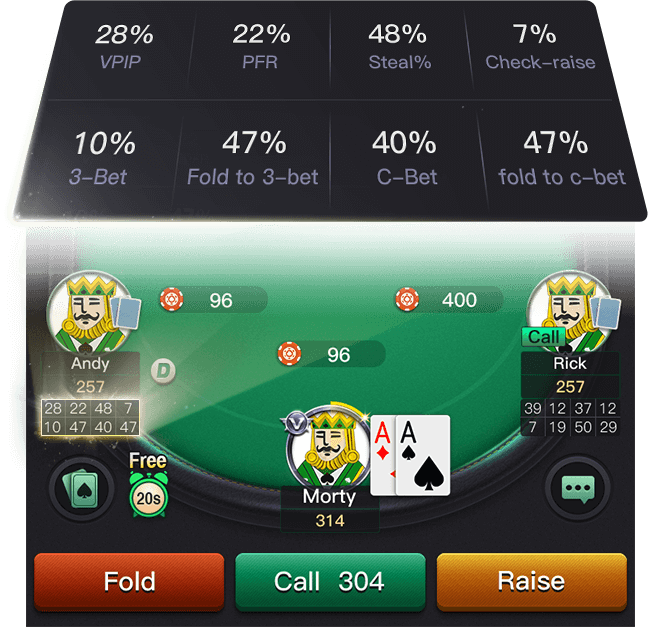 28% 22% 48% 7%
VPIP PFR Steal% Check-raise
10% 47% 40% 47%
3-Bet Fold to 3-bet C-Bet fold to c-bet
96 400
96
Call
Andy Rick
D
257 257
28 22 48 7 39 12 37 12
10 47 40 47 7 19 50 29
V
A A
Free
20s
Morty
314
Fold Call 304 Raise